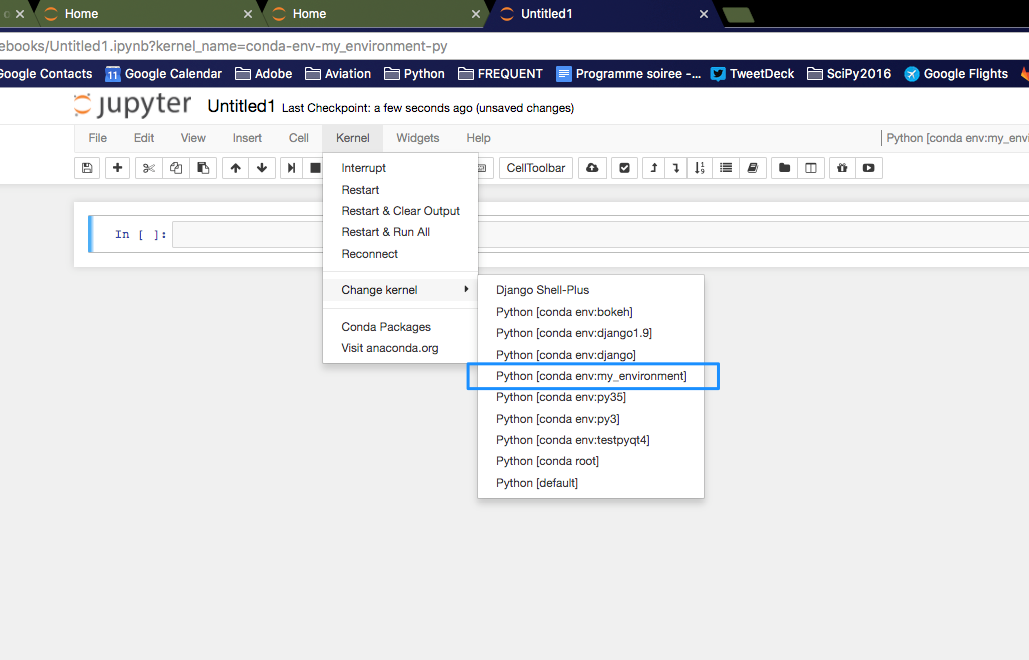 Home
Home
Untitled1
ebooks/Untitled1.ipynb?kernel_name=conda-env-my_environment-py
Google Contacts 11 Google Calendar Adobe Aviation Python FREQUENT Programme soiree -... TweetDeck SciPy2016 Google Flights
jupyter Untitled1 Last Checkpoint: a few seconds ago (unsaved changes)
File Edit View Insert Cell Kernel Widgets Help Python [conda env:my_envi
CellToolbar
Interrupt
Restart
Restart & Clear Output
Restart & Run All
Reconnect
Change kernel
Conda Packages
Visit anaconda.org
In [ ]:
Django Shell-Plus
Python [conda env:bokeh]
Python [conda env:django1.9]
Python [conda env:django]
Python [conda env:my_environment]
Python [conda env:py35]
Python [conda env:py3]
Python [conda env:testpyqt4]
Python [conda root]
Python [default]